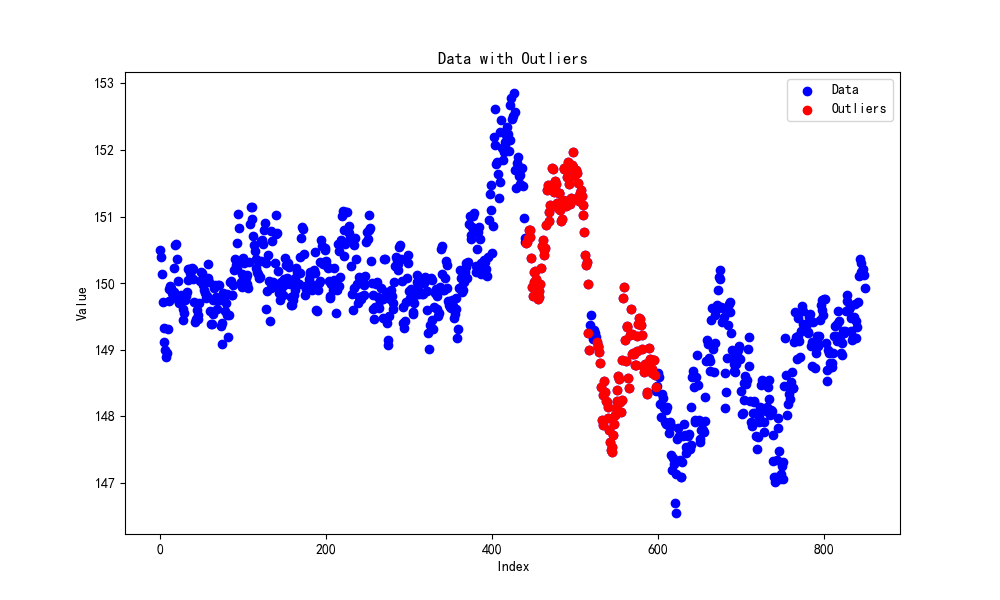 Data with Outliers
Data
Outliers
153
152
151
150
149
148
147
Value
0
200
400
600
800
Index